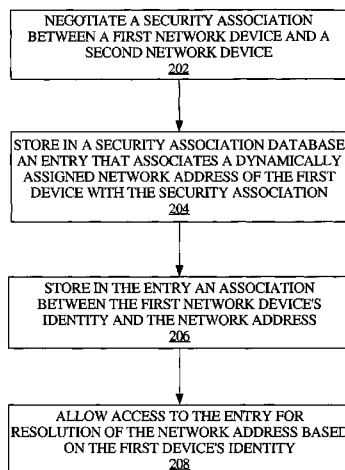 NEGOTIATE A SECURITY ASSOCIATION
BETWEEN A FIRST NETWORK DEVICE AND A
SECOND NETWORK DEVICE
202
STORE IN A SECURITY ASSOCIATION DATABASE
AN ENTRY THAT ASSOCIATES A DYNAMICALLY
ASSIGNED NETWORK ADDRESS OF THE FIRST
DEVICE WITH THE SECURITY ASSOCIATION
204
STORE IN THE ENTRY AN ASSOCIATION
BETWEEN THE FIRST NETWORK DEVICE'S
IDENTITY AND THE NETWORK ADDRESS
206
ALLOW ACCESS TO THE ENTRY FOR
RESOLUTION OF THE NETWORK ADDRESS BASED
ON THE FIRST DEVICE'S IDENTITY
208